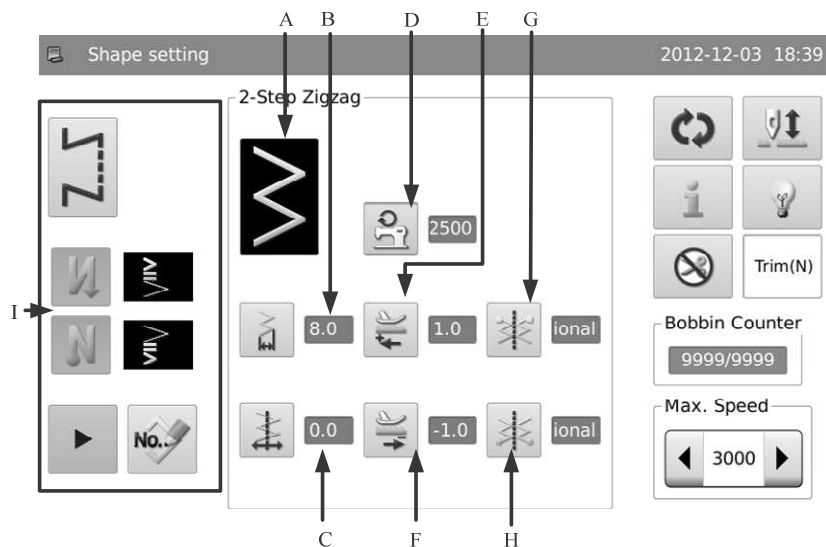 A B D E G
Shape setting 2012-12-03 18:39
2-Step Zigzag
2500
Trim(N)
I
8.0 1.0 ional
Bobbin Counter
9999/9999
Max. Speed
No..
0.0 -1.0 ional
3000
C F H